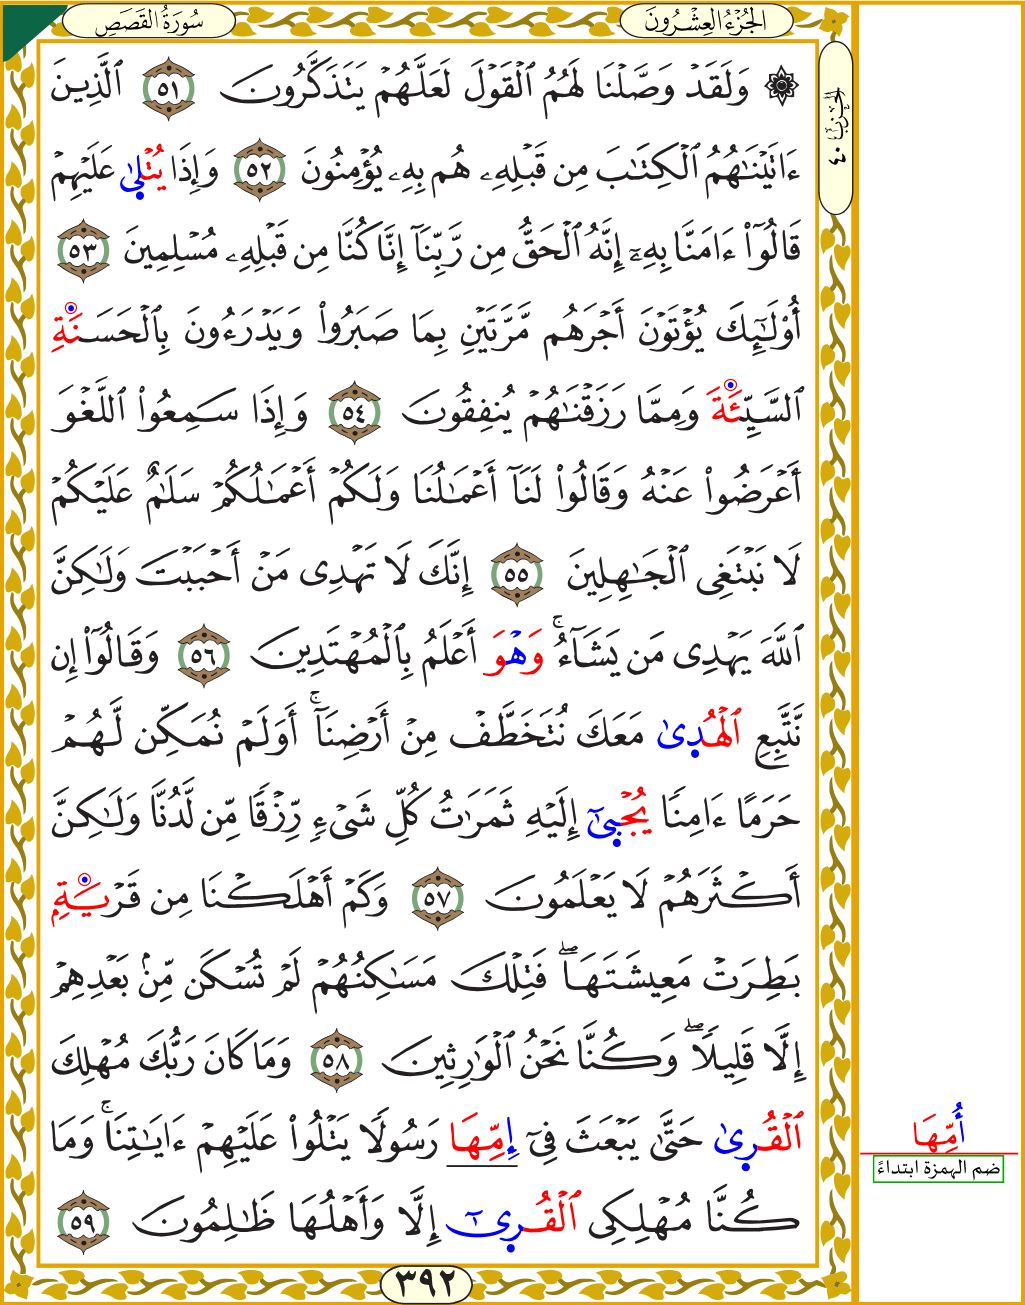 سُورَةُ القَصَصِ
الجُزْءُ العِشْرُونَ
الحِزْبُ ٤٠
۞ وَلَقَدۡ وَصَّلۡنَا لَهُمُ ٱلۡقَوۡلَ لَعَلَّهُمۡ يَتَذَكَّرُونَ ٥١ ٱلَّذِينَ
ءَاتَيۡنَٰهُمُ ٱلۡكِتَٰبَ مِن قَبۡلِهِۦ هُم بِهِۦ يُؤۡمِنُونَ ٥٢ وَإِذَا يُتۡلٜىٰ عَلَيۡهِمۡ
قَالُوٓاْ ءَامَنَّا بِهِۦٓ إِنَّهُ ٱلۡحَقُّ مِن رَّبِّنَآ إِنَّا كُنَّا مِن قَبۡلِهِۦ مُسۡلِمِينَ ٥٣
أُوْلَٰٓئِكَ يُؤۡتَوۡنَ أَجۡرَهُم مَّرَّتَيۡنِ بِمَا صَبَرُواْ وَيَدۡرَءُونَ بِٱلۡحَسَنَةِ
ٱلسَّيِّئَةَ وَمِمَّا رَزَقۡنَٰهُمۡ يُنفِقُونَ ٥٤ وَإِذَا سَمِعُواْ ٱللَّغۡوَ
أَعۡرَضُواْ عَنۡهُ وَقَالُواْ لَنَآ أَعۡمَٰلُنَا وَلَكُمۡ أَعۡمَٰلُكُمۡ سَلَٰمٌ عَلَيۡكُمۡ
لَا نَبۡتَغِي ٱلۡجَٰهِلِينَ ٥٥ إِنَّكَ لَا تَهۡدِي مَنۡ أَحۡبَبۡتَ وَلَٰكِنَّ
ٱللَّهَ يَهۡدِي مَن يَشَآءُۚ وَهۡوَ أَعۡلَمُ بِٱلۡمُهۡتَدِينَ ٥٦ وَقَالُوٓاْ إِن
نَّتَّبِعِ ٱلۡهُدٜىٰ مَعَكَ نُتَخَطَّفۡ مِنۡ أَرۡضِنَآۚ أَوَلَمۡ نُمَكِّن لَّهُمۡ
حَرَمًا ءَامِنٗا يُجۡبٜىٰٓ إِلَيۡهِ ثَمَرَٰتُ كُلِّ شَيۡءٖ رِّزۡقٗا مِّن لَّدُنَّا وَلَٰكِنَّ
أَكۡثَرَهُمۡ لَا يَعۡلَمُونَ ٥٧ وَكَمۡ أَهۡلَكۡنَا مِن قَرۡيَةِۭ
بَطِرَتۡ مَعِيشَتَهَاۖ فَتِلۡكَ مَسَٰكِنُهُمۡ لَمۡ تُسۡكَن مِّنۢ بَعۡدِهِمۡ
إِلَّا قَلِيلٗاۖ وَكُنَّا نَحۡنُ ٱلۡوَٰرِثِينَ ٥٨ وَمَا كَانَ رَبُّكَ مُهۡلِكَ
ٱلۡقُرٜىٰ حَتَّىٰ يَبۡعَثَ فِيٓ إِمِّهَا رَسُولٗا يَتۡلُواْ عَلَيۡهِمۡ ءَايَٰتِنَاۚ وَمَا
كُنَّا مُهۡلِكِي ٱلۡقُرٜىٰٓ إِلَّا وَأَهۡلُهَا ظَٰلِمُونَ ٥٩
أُمِّهَا
ضم الهمزة ابتداءً
٣٩٢